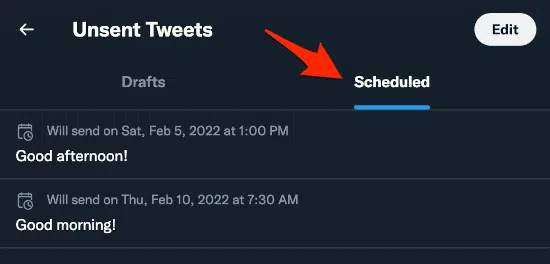 Unsent Tweets
Edit
Drafts
Scheduled
Will send on Sat, Feb 5, 2022 at 1:00 PM
Good afternoon!
Will send on Thu, Feb 10, 2022 at 7:30 AM
Good morning!